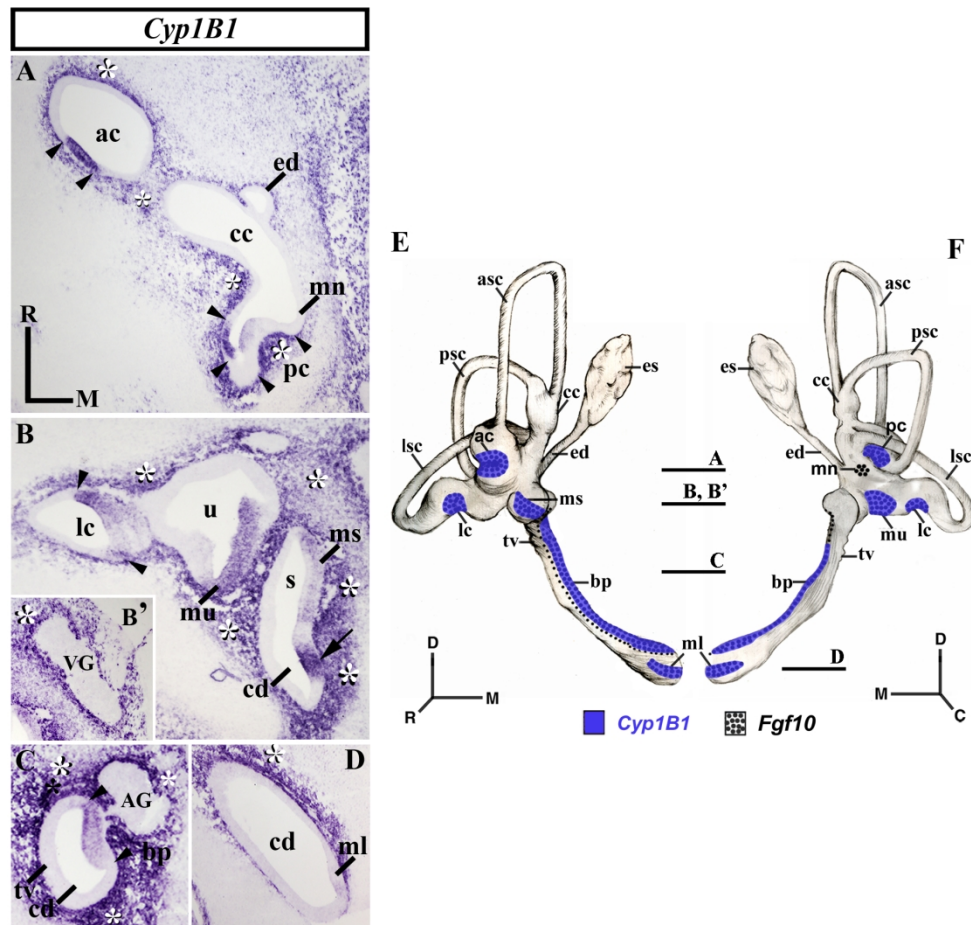 Cyp1B1
A
ac
ed
cc
mn
pc
R
M
B
lc
u
ms
s
mu
cd
B’
VG
C
AG
bp
tv
cd
D
cd
ml
E
asc
psc
es
cc
ac
lsc
ed
lc
ms
tv
bp
ml
D
M
R
A
B, B’
C
D
F
asc
psc
es
cc
pc
lsc
ed
mn
lc
mu
tv
bp
D
M
C
Cyp1B1 Fgf10